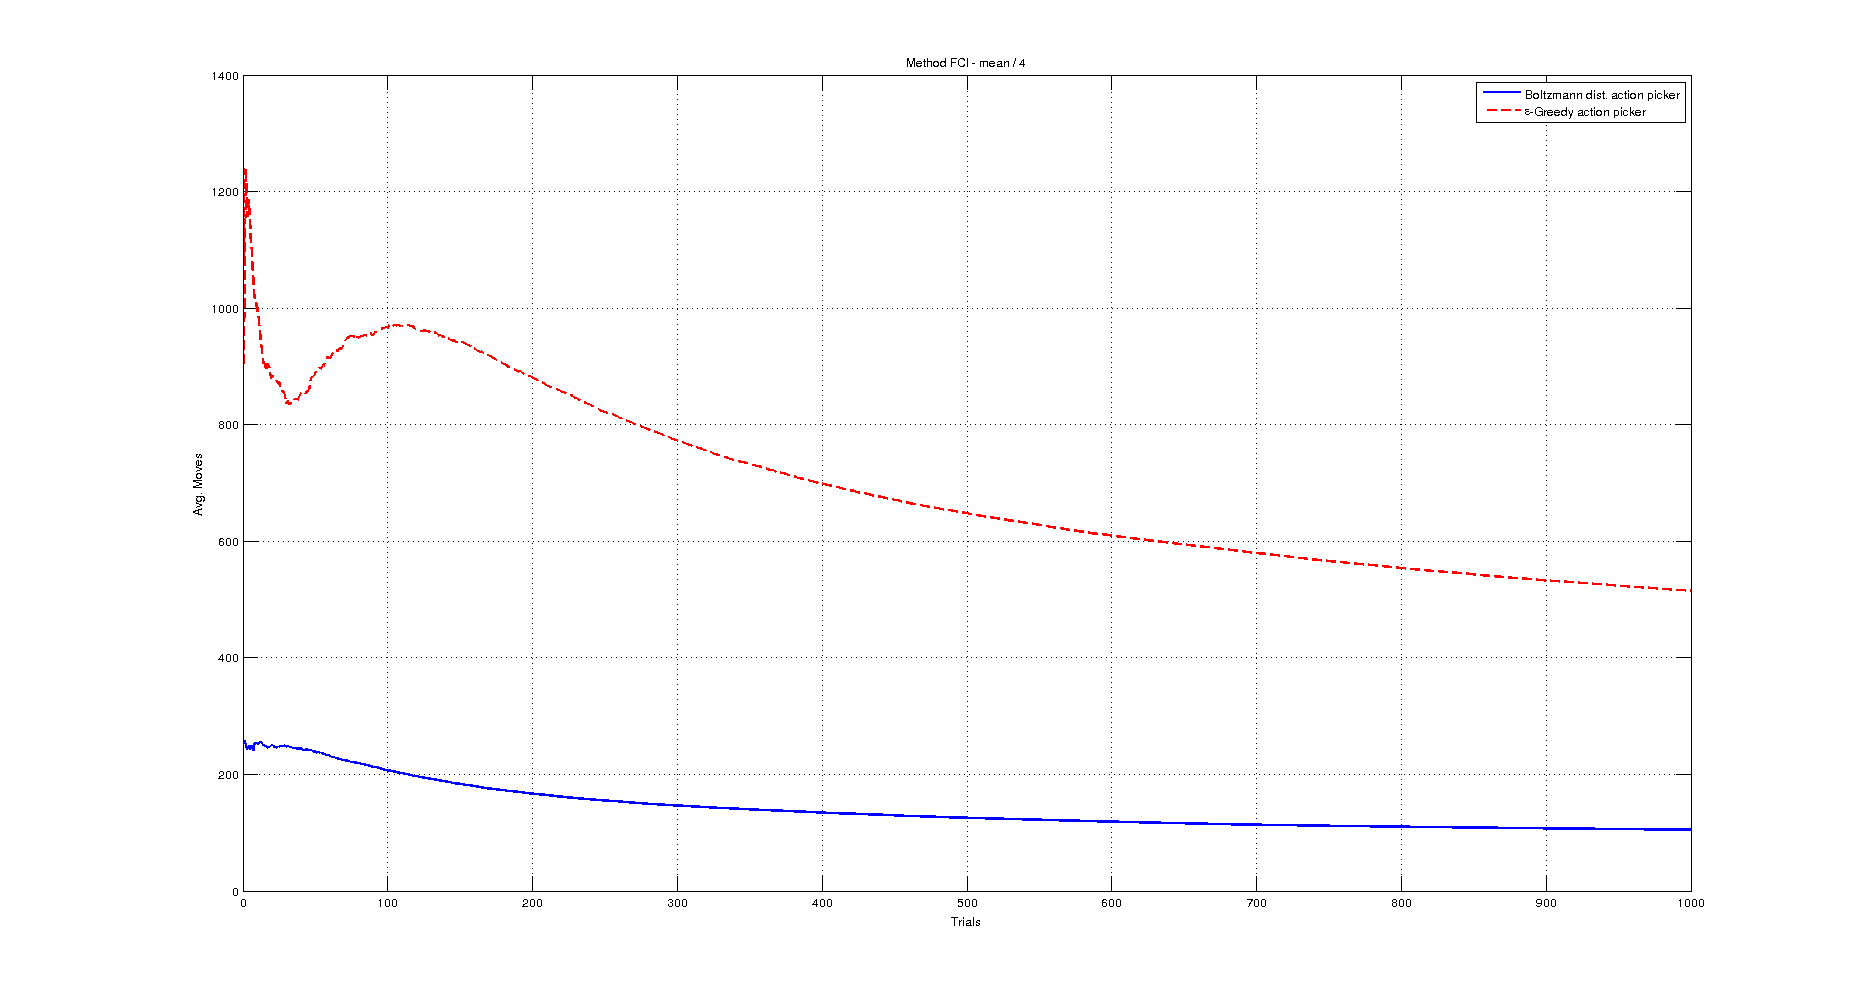 Method FCI - mean / 4
1400
1200
1000
800
600
400
200
0
Avg. Moves
Boltzmann dist. action picker
ε-Greedy action picker
0 100 200 300 400 500 600 700 800 900 1000
Trials